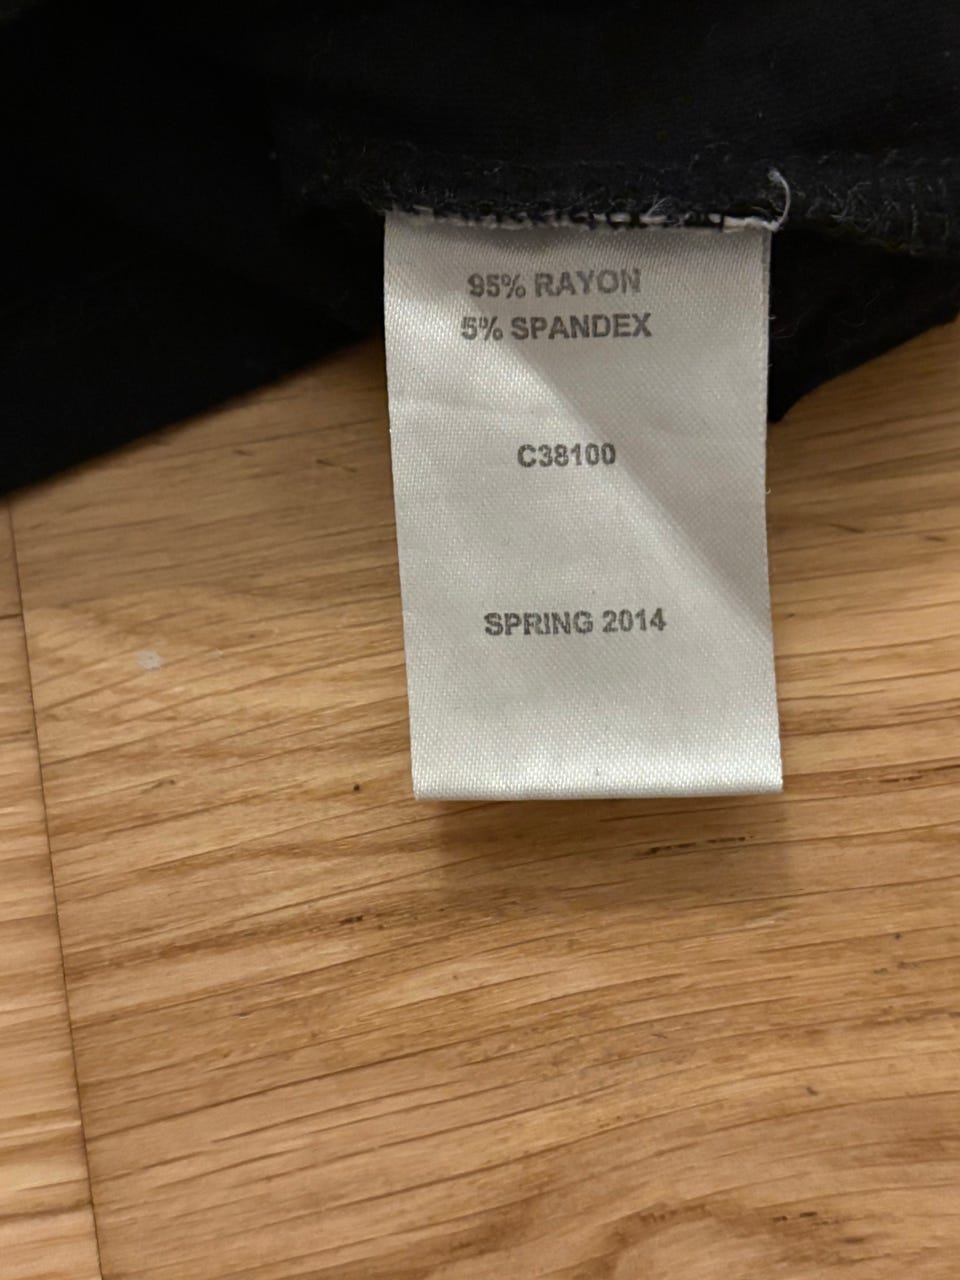 95% RAYON
5% SPANDEX
C38100
SPRING 2014